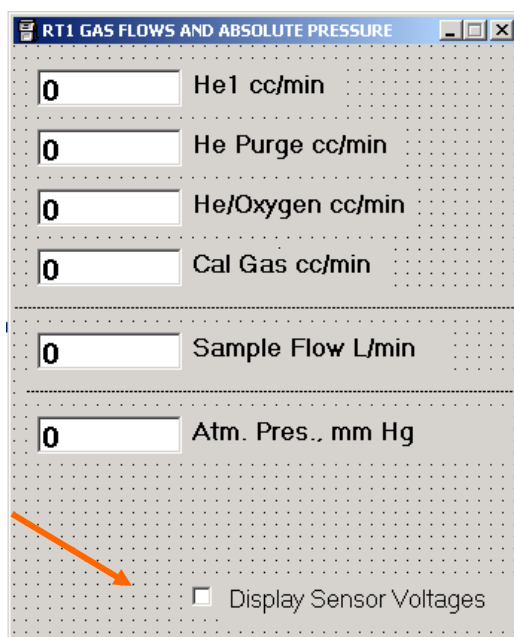 RT1 GAS FLOWS AND ABSOLUTE PRESSURE
0 He1 cc/min
0 He Purge cc/min
0 He/Oxygen cc/min
0 Cal Gas cc/min
0 Sample Flow L/min
0 Atm. Pres., mm Hg
Display Sensor Voltages